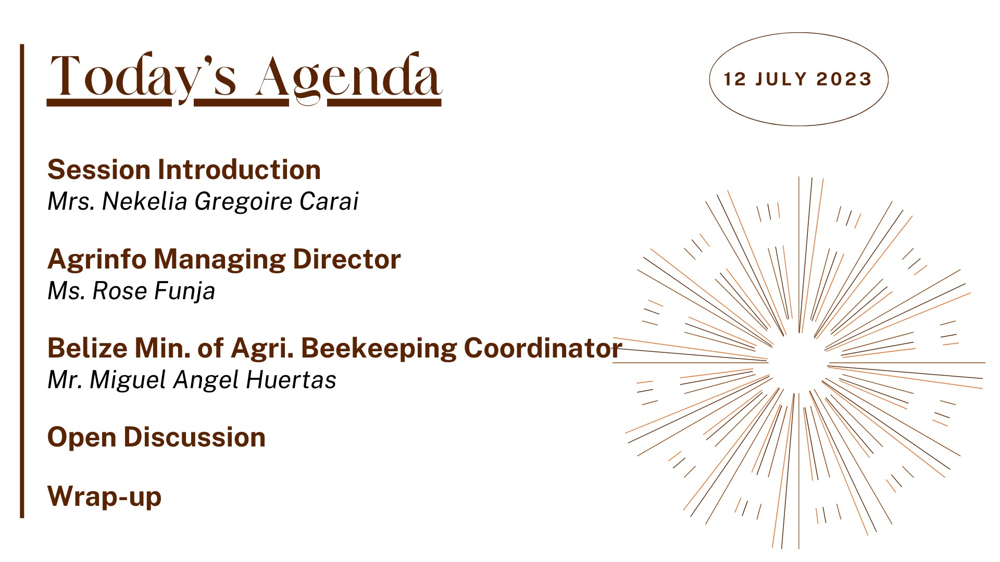 Today's Agenda
12 JULY 2023
Session Introduction
Mrs. Nekelia Gregoire Carai
Agrinfo Managing Director
Ms. Rose Funja
Belize Min. of Agri. Beekeeping Coordinator
Mr. Miguel Angel Huertas
Open Discussion
Wrap-up